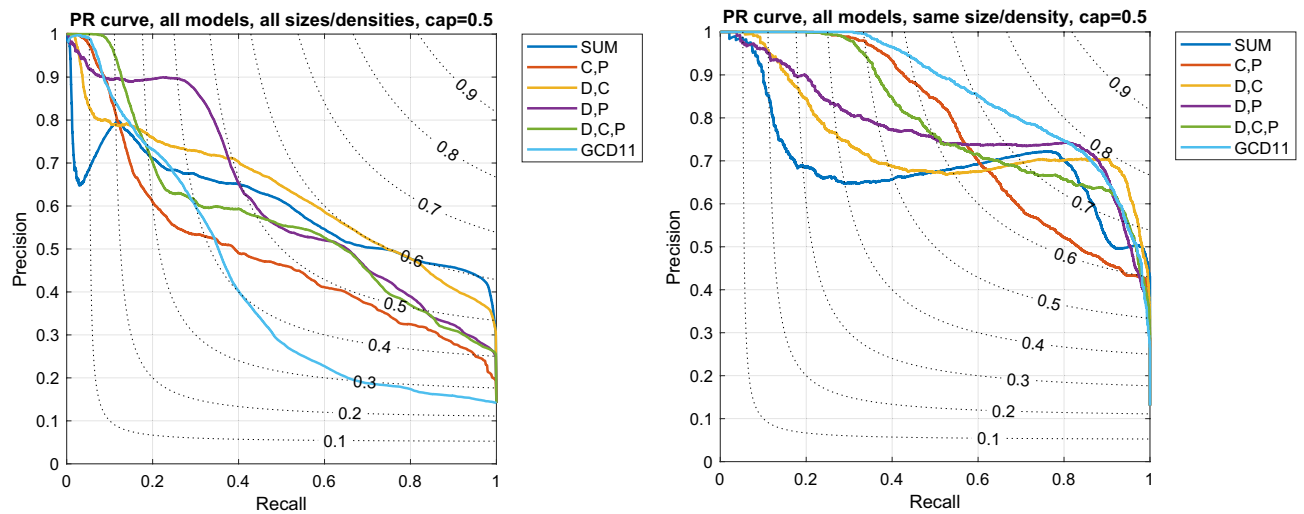 PR curve, all models, all sizes/densities, cap=0.5
1
0.9
0.8
0.7
0.6
0.5
0.4
0.3
0.2
0.1
0
Precision
0.9
0.8
0.7
0.6
0.5
0.4
0.3
0.2
0.1
0
0.2
0.4
0.6
0.8
1
Recall
SUM
C,P
D,C
D,P
D,C,P
GCD11
PR curve, all models, same size/density, cap=0.5
1
0.9
0.8
0.7
0.6
0.5
0.4
0.3
0.2
0.1
0
Precision
0.9
0.8
0.7
0.6
0.5
0.4
0.3
0.2
0.1
0
0.2
0.4
0.6
0.8
1
Recall
SUM
C,P
D,C
D,P
D,C,P
GCD11